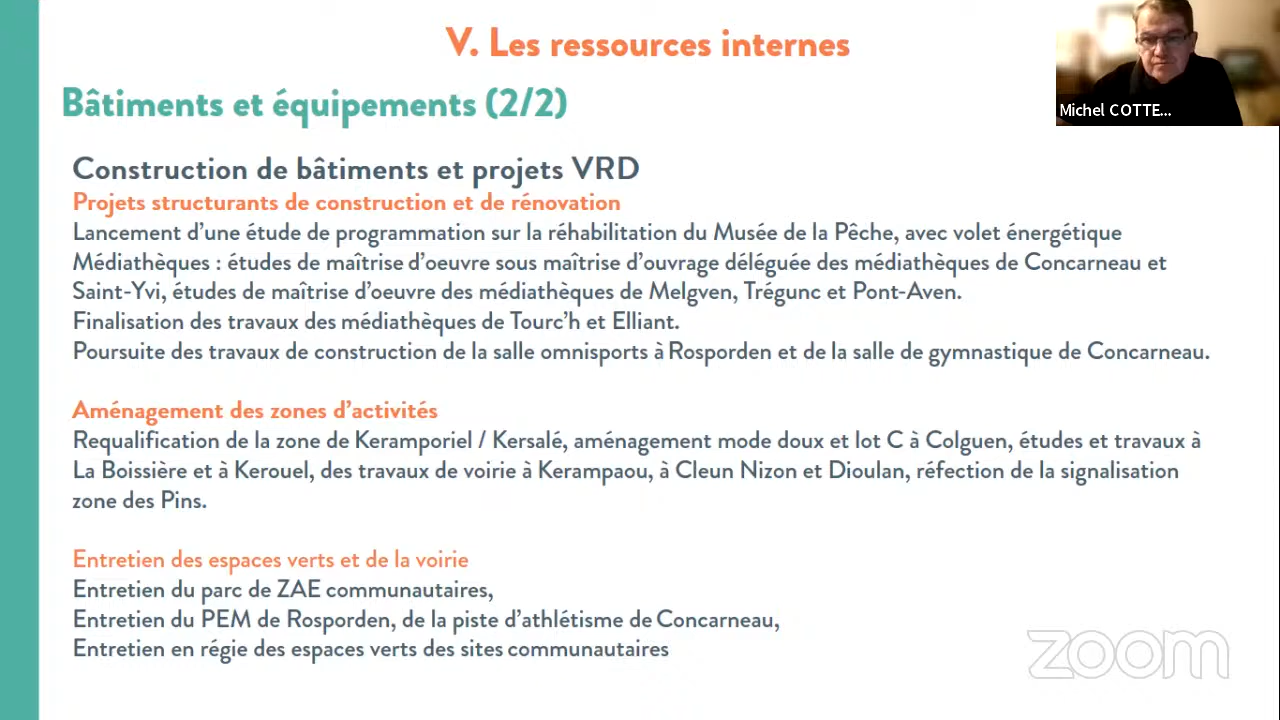 V. Les ressources internes
Michel COTTE...
Bâtiments et équipements (2/2)
Construction de bâtiments et projets VRD
Projets structurants de construction et de rénovation
Lancement d'une étude de programmation sur la réhabilitation du Musée de la Pêche, avec volet énergétique
Médiathèques : études de maîtrise d'oeuvre sous maîtrise d'ouvrage déléguée des médiathèques de Concarneau et
Saint-Yvi, études de maîtrise d'oeuvre des médiathèques de Melgven, Trégunc et Pont-Aven.
Finalisation des travaux des médiathèques de Tourc'h et Elliant.
Poursuite des travaux de construction de la salle omnisports à Rosporden et de la salle de gymnastique de Concarneau.
Aménagement des zones d'activités
Requalification de la zone de Keramporiel / Kersalé, aménagement mode doux et lot C à Colguen, études et travaux à
La Boissière et à Kerouel, des travaux de voirie à Kerampaou, à Cleun Nizon et Dioulan, réfection de la signalisation
zone des Pins.
Entretien des espaces verts et de la voirie
Entretien du parc de ZAE communautaires,
Entretien du PEM de Rosporden, de la piste d'athlétisme de Concarneau,
Entretien en régie des espaces verts des sites communautaires
zoom